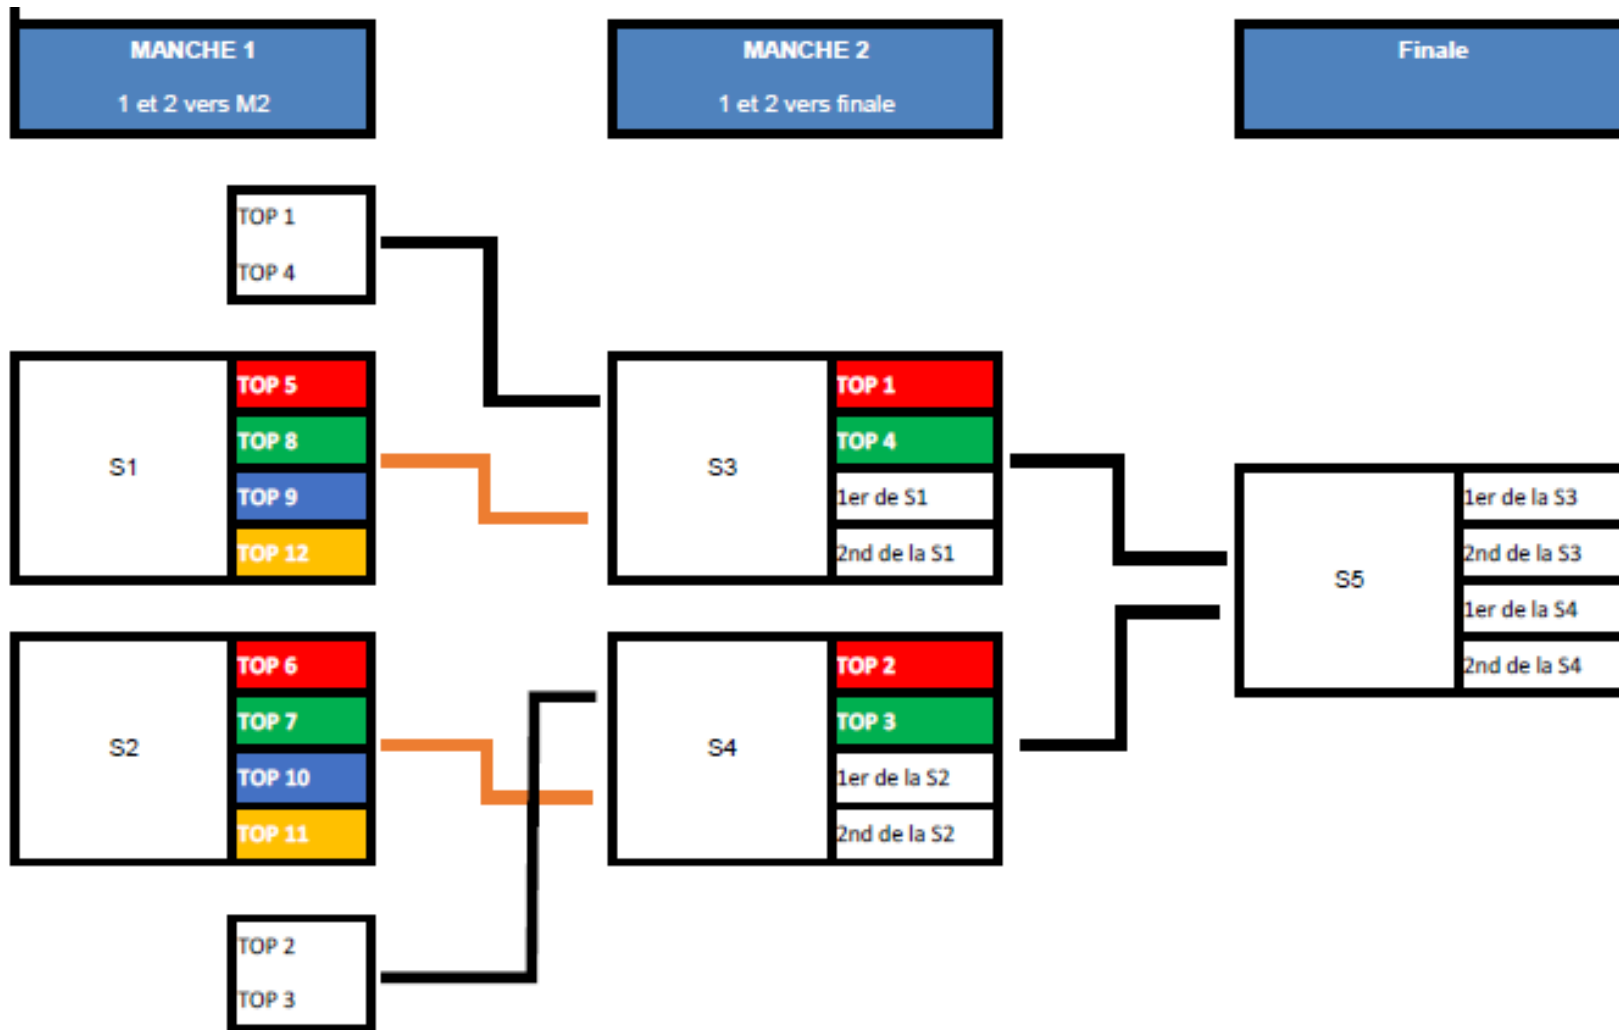 MANCHE 1
1 et 2 vers M2
MANCHE 2
1 et 2 vers finale
Finale
TOP 1
TOP 4
S1
TOP 5
TOP 8
TOP 9
TOP 12
S3
TOP 1
TOP 4
1er de S1
2nd de la S1
S5
1er de la S3
2nd de la S3
1er de la S4
2nd de la S4
S2
TOP 6
TOP 7
TOP 10
TOP 11
S4
TOP 2
TOP 3
1er de la S2
2nd de la S2
TOP 2
TOP 3